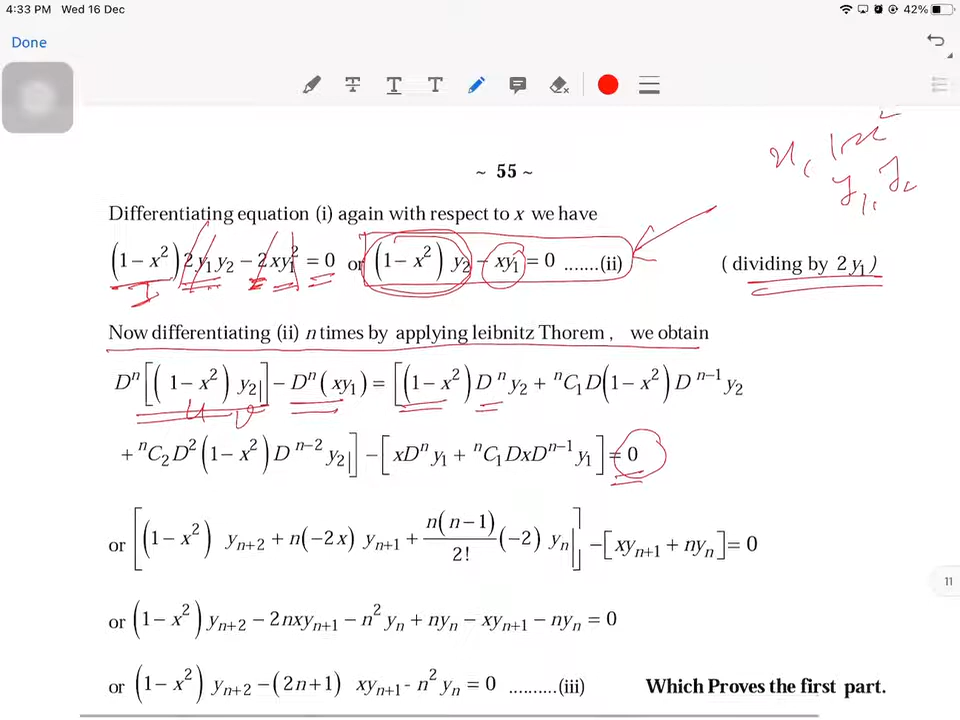 4:33 PM Wed 16 Dec 42%
Done
T T T
1-x²
x,
y₁, y₂
~ 55 ~
Differentiating equation (i) again with respect to x we have
(1 − x²) 2y₁y₂ − 2xy₁² = 0 or (1 − x²) y₂ − xy₁ = 0 .......(ii) ( dividing by 2y₁ )
I
Now differentiating (ii) n times by applying leibnitz Thorem , we obtain
Dⁿ[( 1 − x²) y₂] − Dⁿ(xy₁) = [(1 − x²)Dⁿy₂ + ⁿC₁D(1 − x²)Dⁿ⁻¹y₂
u v
+ ⁿC₂D²(1 − x²)Dⁿ⁻²y₂] − [xDⁿy₁ + ⁿC₁DxDⁿ⁻¹y₁] = 0
or [(1 − x²) yₙ₊₂ + n(−2x) yₙ₊₁ + n(n−1)/2! (−2) yₙ] − [xyₙ₊₁ + nyₙ] = 0
11
or (1 − x²) yₙ₊₂ − 2nxyₙ₊₁ − n²yₙ + nyₙ − xyₙ₊₁ − nyₙ = 0
or (1 − x²) yₙ₊₂ − (2n+1) xyₙ₊₁ - n²yₙ = 0 ..........(iii) Which Proves the first part.